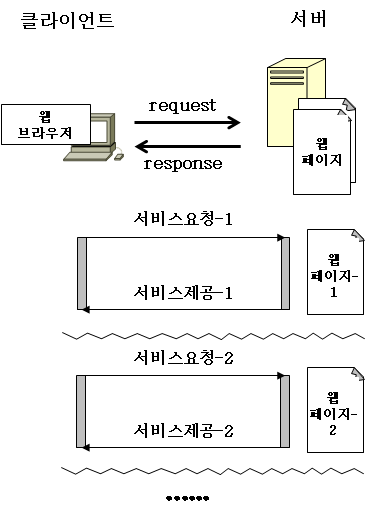 클라이언트
서버
웹
브라우저
request
response
웹
페이지
서비스요청-1
서비스제공-1
웹
페이지-
1
서비스요청-2
서비스제공-2
웹
페이지-
2
••••••